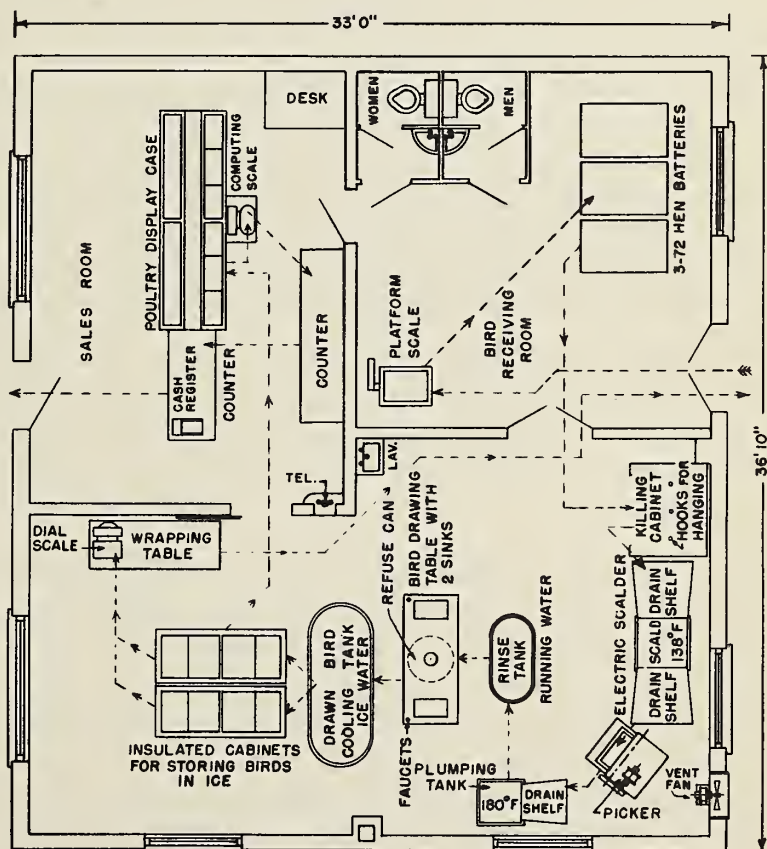 33'0"
DESK
WOMEN
MEN
POULTRY DISPLAY CASE
COMPUTING
SCALE
3-72 HEN BATTERIES
SALES ROOM
PLATFORM
SCALE
BIRD
RECEIVING
ROOM
CASH
REGISTER
COUNTER
COUNTER
36'10"
LAV.
TEL.
KILLING
CABINET
HOOKS FOR
HANGING
DIAL
SCALE
WRAPPING
TABLE
REFUSE CAN
BIRD DRAWING
TABLE WITH
2 SINKS
ELECTRIC SCALDER
DRAIN
SHELF
SCALD
138°F
DRAIN
SHELF
DRAWN BIRD
COOLING TANK
ICE WATER
RINSE
TANK
RUNNING WATER
INSULATED CABINETS
FOR STORING BIRDS
IN ICE
FAUCETS
PLUMPING
TANK
180°F
DRAIN
SHELF
PICKER
VENT
FAN